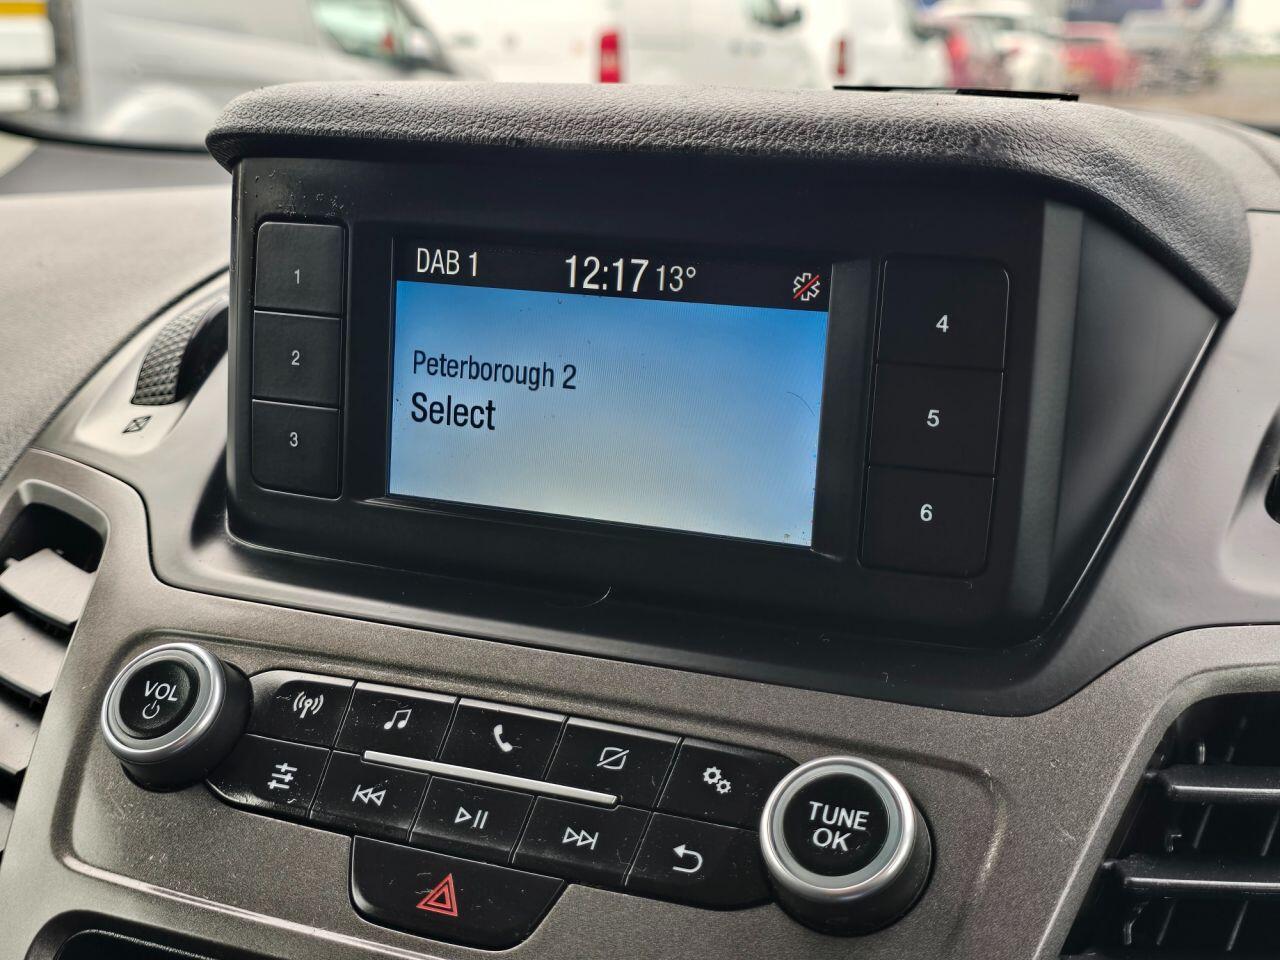 DAB 1 12:17 13°
Peterborough 2
Select
1
2
3
4
5
6
VOL
TUNE
OK